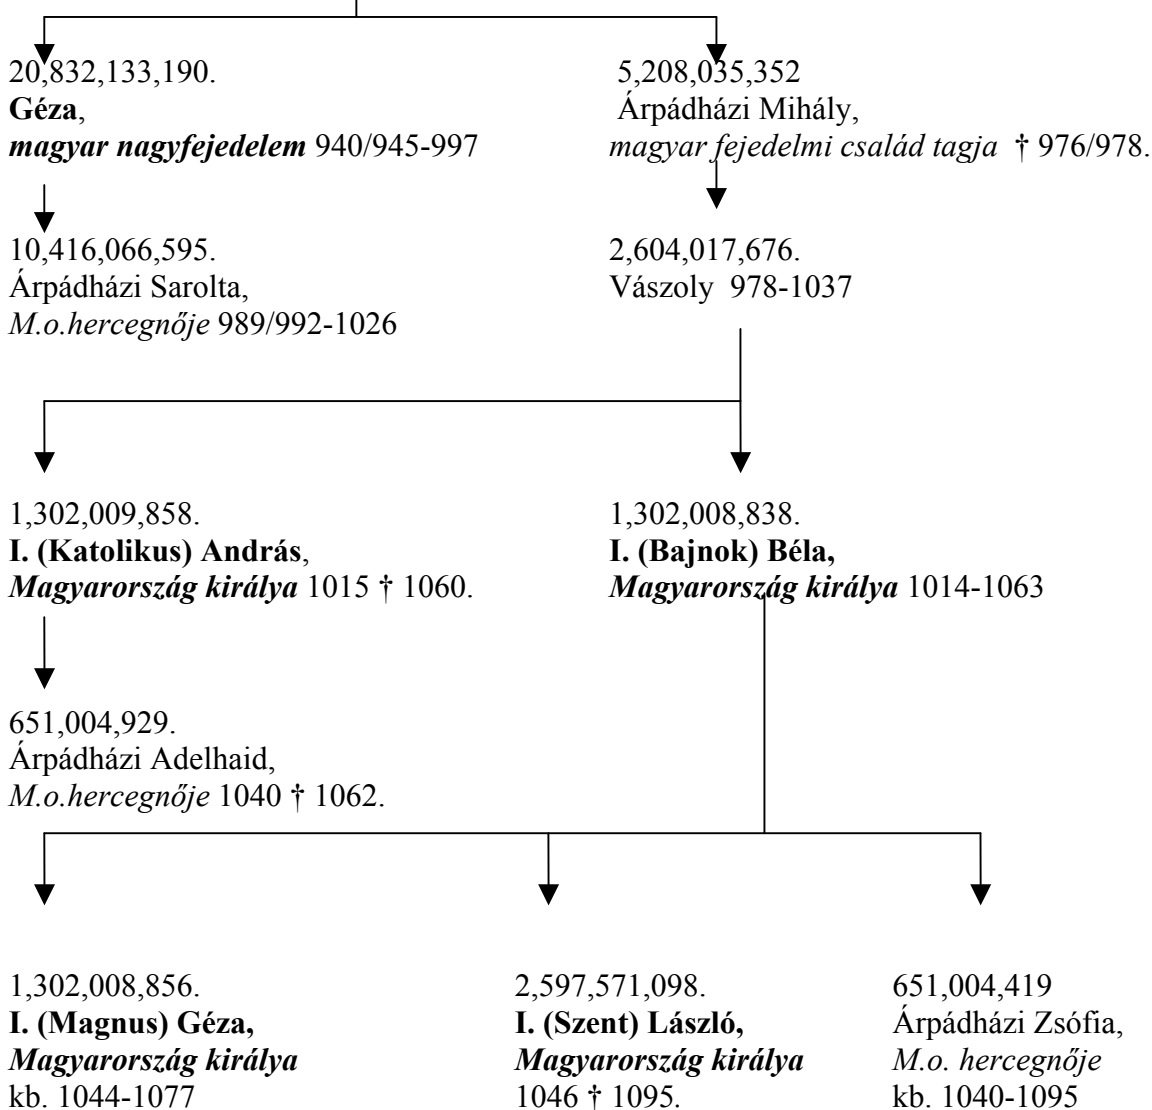 20,832,133,190.
Géza,
magyar nagyfejedelem 940/945-997
5,208,035,352
Árpádházi Mihály,
magyar fejedelmi család tagja † 976/978.
10,416,066,595.
Árpádházi Sarolta,
M.o.hercegnője 989/992-1026
2,604,017,676.
Vászoly 978-1037
1,302,009,858.
I. (Katolikus) András,
Magyarország királya 1015 † 1060.
1,302,008,838.
I. (Bajnok) Béla,
Magyarország királya 1014-1063
651,004,929.
Árpádházi Adelhaid,
M.o.hercegnője 1040 † 1062.
1,302,008,856.
I. (Magnus) Géza,
Magyarország királya
kb. 1044-1077
2,597,571,098.
I. (Szent) László,
Magyarország királya
1046 † 1095.
651,004,419
Árpádházi Zsófia,
M.o. hercegnője
kb. 1040-1095